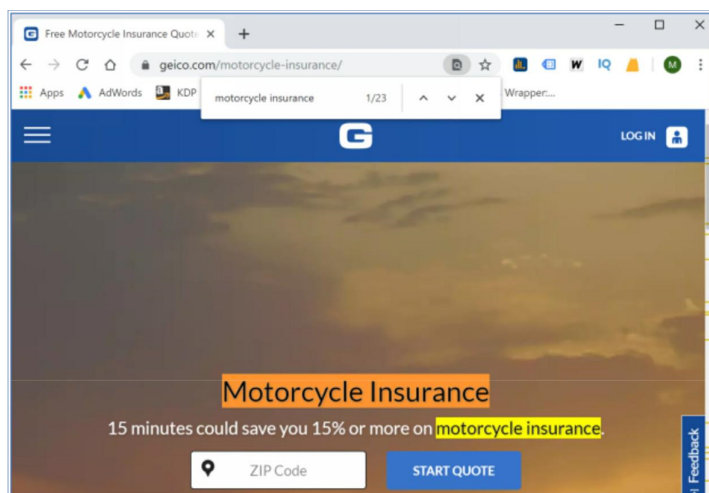 G Free Motorcycle Insurance Quote
geico.com/motorcycle-insurance/
W IQ M
Apps AdWords KDP Wrapper:...
motorcycle insurance 1/23
G LOG IN
Motorcycle Insurance
15 minutes could save you 15% or more on motorcycle insurance.
ZIP Code START QUOTE
Feedback